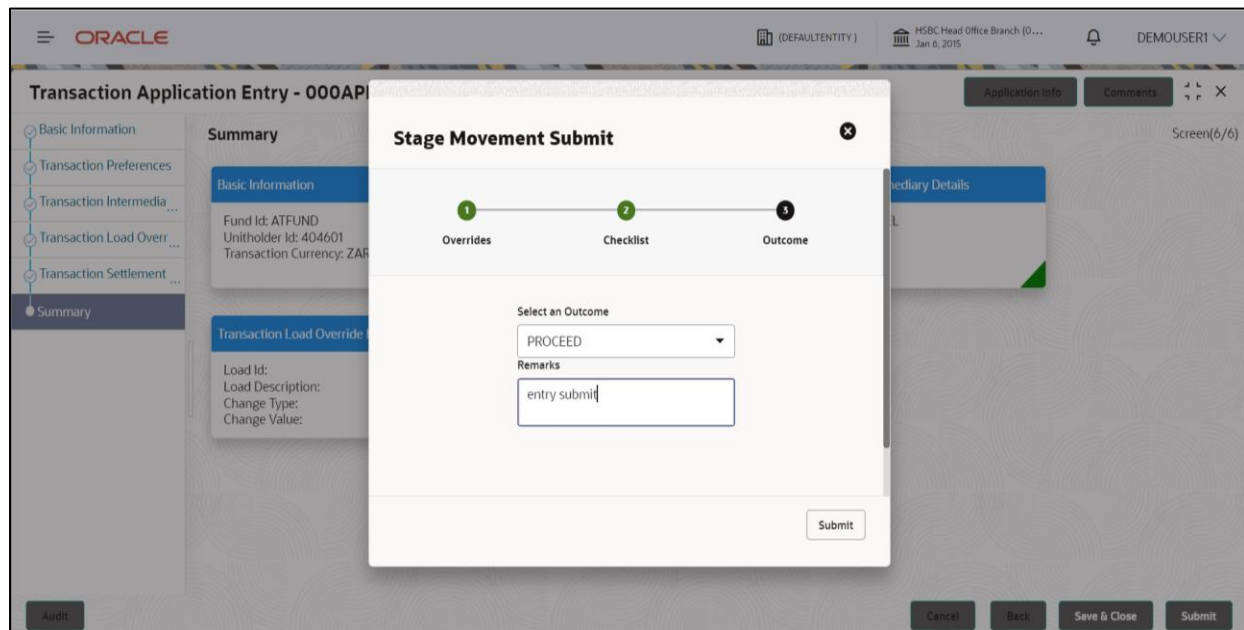 ORACLE
(DEFAULTENTITY)
HSBC Head Office Branch (0...
Jan 6, 2015
DEMOUSER1
Transaction Application Entry - 000AP
Application Info
Comments
Basic Information
Transaction Preferences
Transaction Intermedia...
Transaction Load Overr...
Transaction Settlement ...
Summary
Summary
Screen(6/6)
Basic Information
Fund Id: ATFUND
Unitholder Id: 404601
Transaction Currency: ZAR
ediary Details
Transaction Load Override
Load Id:
Load Description:
Change Type:
Change Value:
Stage Movement Submit
1
2
3
Overrides
Checklist
Outcome
Select an Outcome
PROCEED
Remarks
entry submit
Submit
Audit
Cancel
Back
Save & Close
Submit